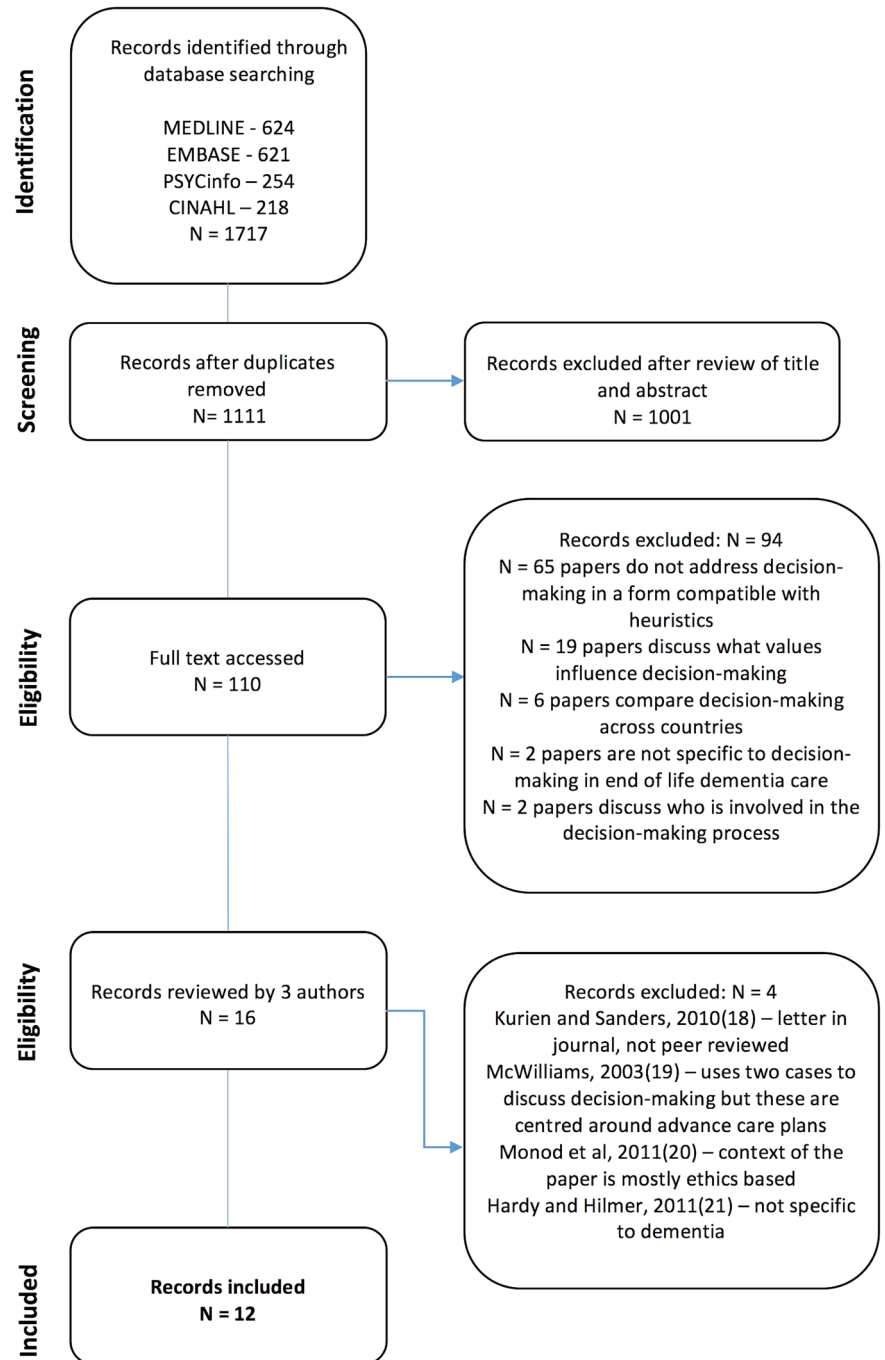 Identification
Records identified through
database searching
MEDLINE - 624
EMBASE - 621
PSYCinfo – 254
CINAHL – 218
N = 1717
Screening
Records after duplicates
removed
N= 1111
Records excluded after review of title
and abstract
N = 1001
Eligibility
Full text accessed
N = 110
Records excluded: N = 94
N = 65 papers do not address decision-
making in a form compatible with
heuristics
N = 19 papers discuss what values
influence decision-making
N = 6 papers compare decision-making
across countries
N = 2 papers are not specific to decision-
making in end of life dementia care
N = 2 papers discuss who is involved in the
decision-making process
Eligibility
Records reviewed by 3 authors
N = 16
Records excluded: N = 4
Kurien and Sanders, 2010(18) – letter in
journal, not peer reviewed
McWilliams, 2003(19) – uses two cases to
discuss decision-making but these are
centred around advance care plans
Monod et al, 2011(20) – context of the
paper is mostly ethics based
Hardy and Hilmer, 2011(21) – not specific
to dementia
Included
Records included
N = 12